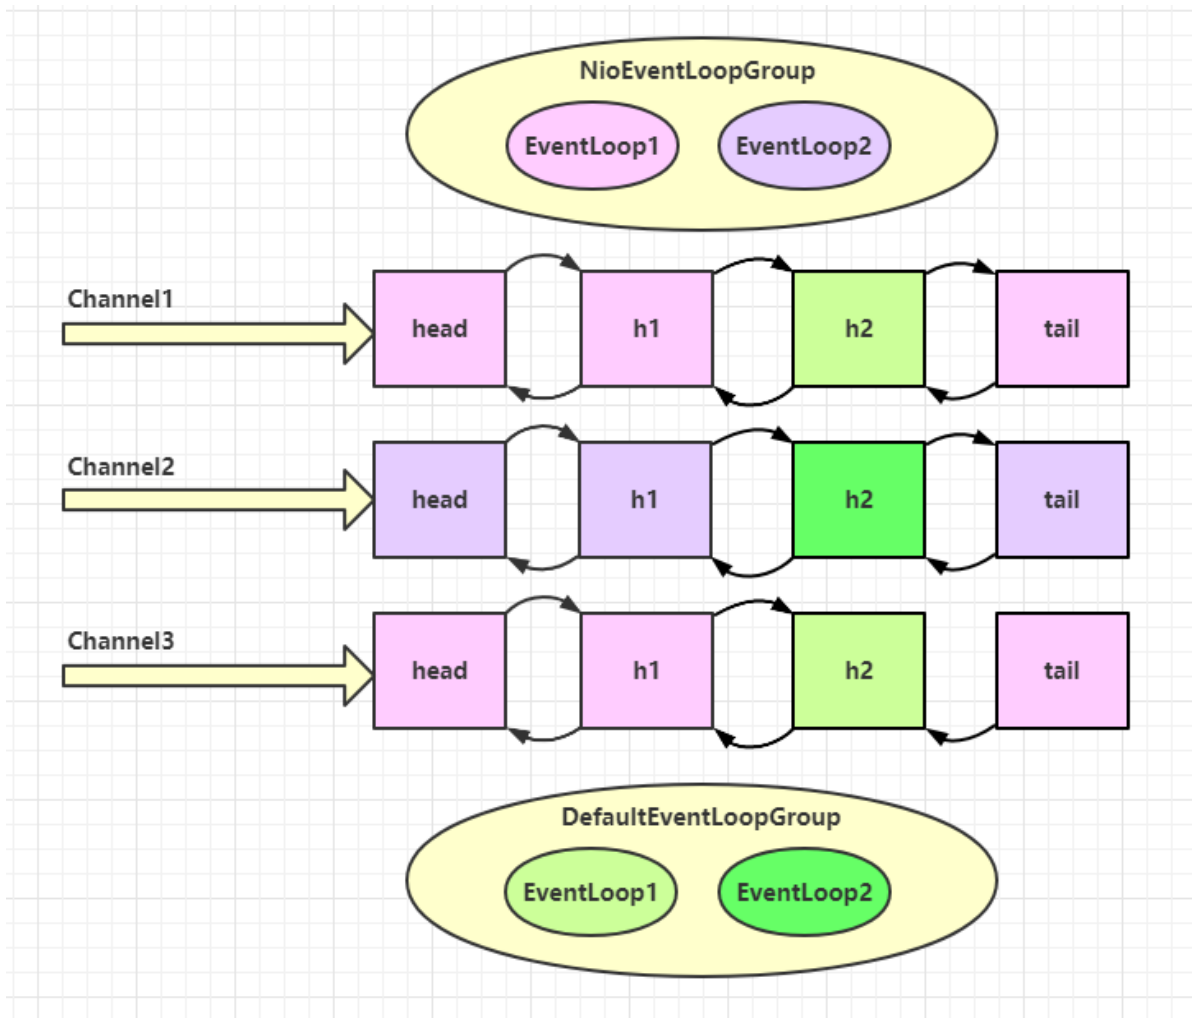 NioEventLoopGroup
EventLoop1
EventLoop2
Channel1
head
h1
h2
tail
Channel2
head
h1
h2
tail
Channel3
head
h1
h2
tail
DefaultEventLoopGroup
EventLoop1
EventLoop2